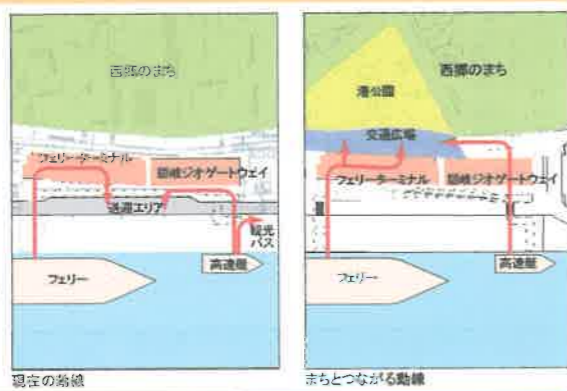 西郷のまち
フェリーターミナル
隠岐ジオゲートウェイ
送迎エリア
観光
バス
高速艇
フェリー
現在の動線
西郷のまち
港公園
交通広場
フェリーターミナル
隠岐ジオゲートウェイ
高速艇
フェリー
まちとつながる動線